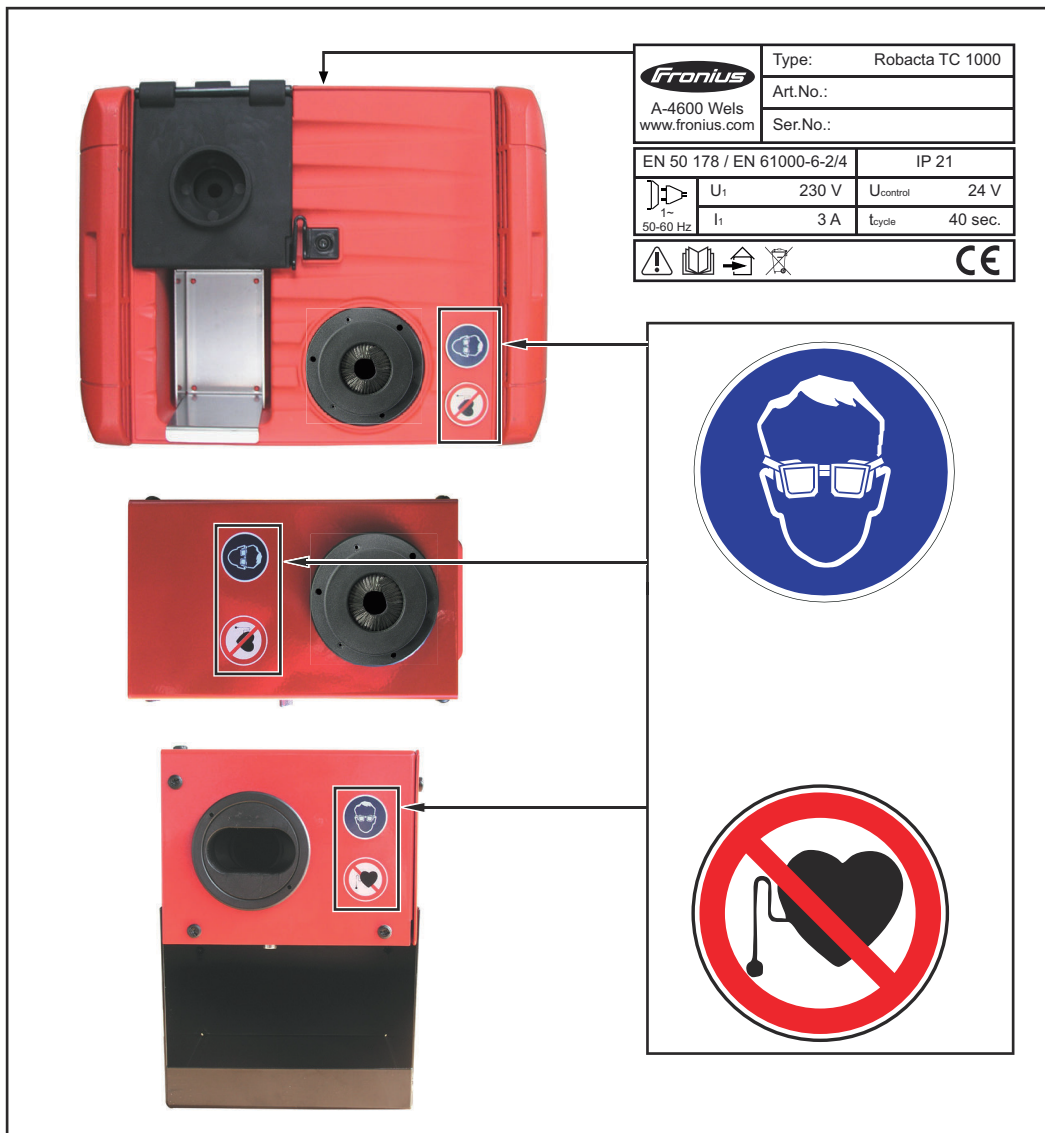 Fronius
A-4600 Wels
www.fronius.com
Type: Robacta TC 1000
Art.No.:
Ser.No.:
EN 50 178 / EN 61000-6-2/4 IP 21
1~
50-60 Hz
U1 230 V Ucontrol 24 V
I1 3 A tcycle 40 sec.
CE